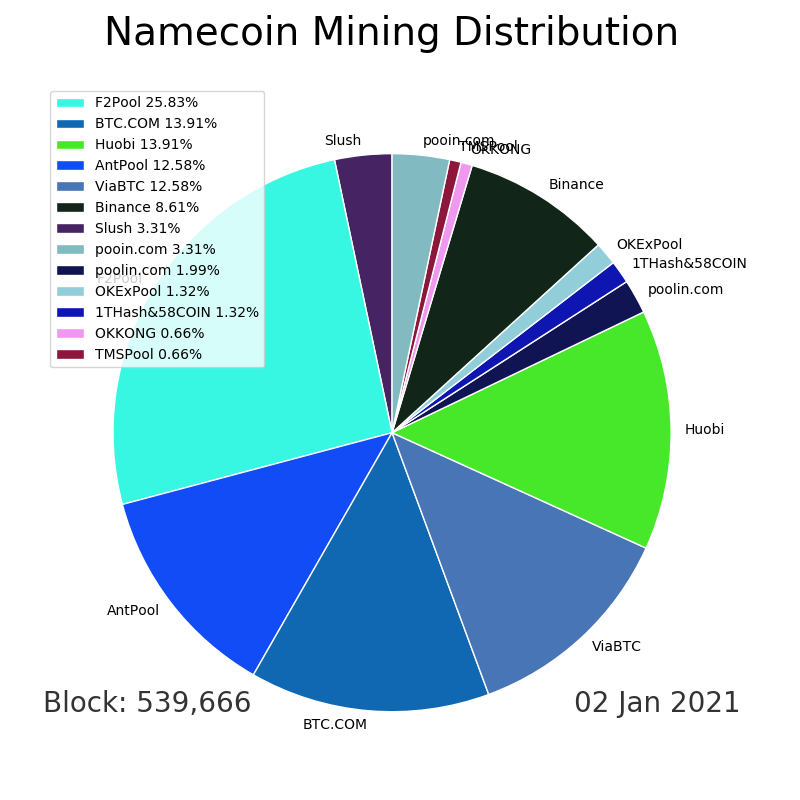 Namecoin Mining Distribution
F2Pool 25.83%
BTC.COM 13.91%
Huobi 13.91%
AntPool 12.58%
ViaBTC 12.58%
Binance 8.61%
Slush 3.31%
pooin.com 3.31%
poolin.com 1.99%
OKExPool 1.32%
1THash&58COIN 1.32%
OKKONG 0.66%
TMSPool 0.66%
Slush
pooin.com
TMSPool
OKKONG
Binance
OKExPool
1THash&58COIN
poolin.com
F2Pool
Huobi
AntPool
ViaBTC
BTC.COM
Block: 539,666
02 Jan 2021